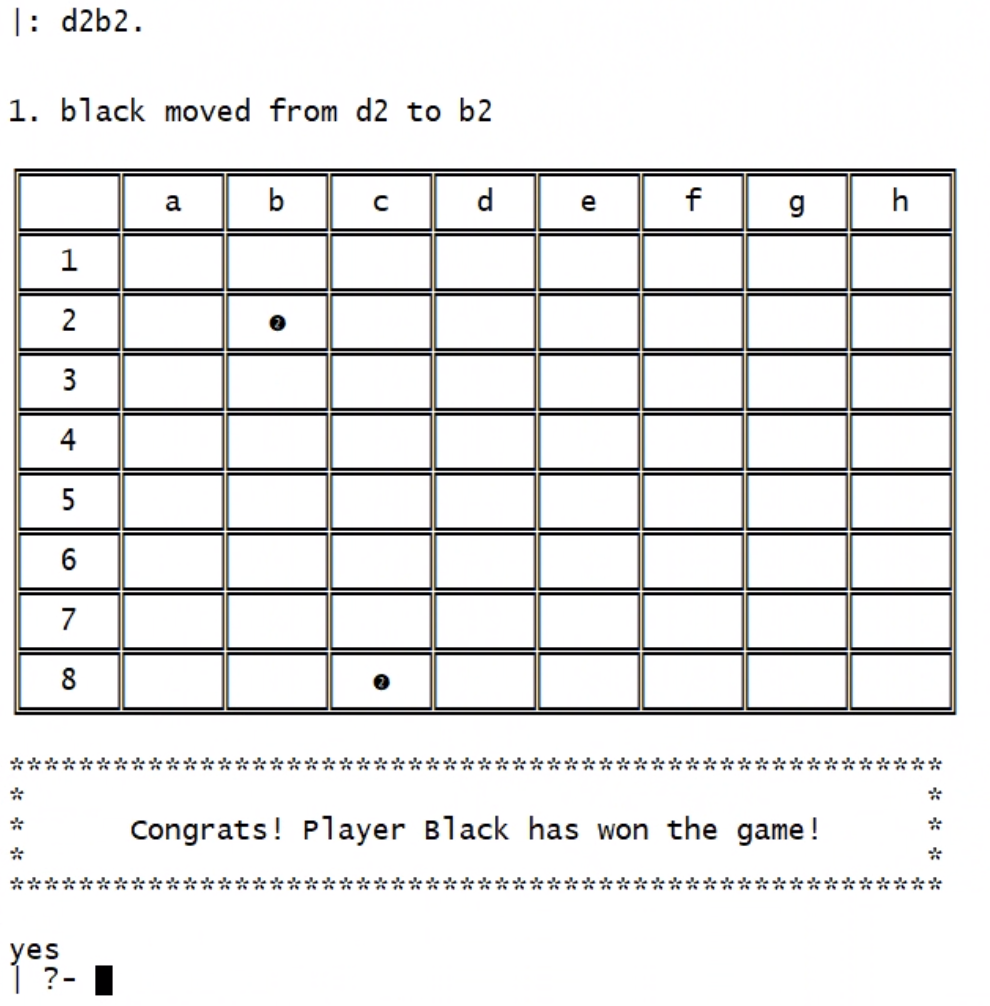 |: d2b2.
1. black moved from d2 to b2
a b c d e f g h
1
2 ❷
3
4
5
6
7
8 ❷
******************************************************
* *
* Congrats! Player Black has won the game! *
* *
******************************************************
yes
| ?-